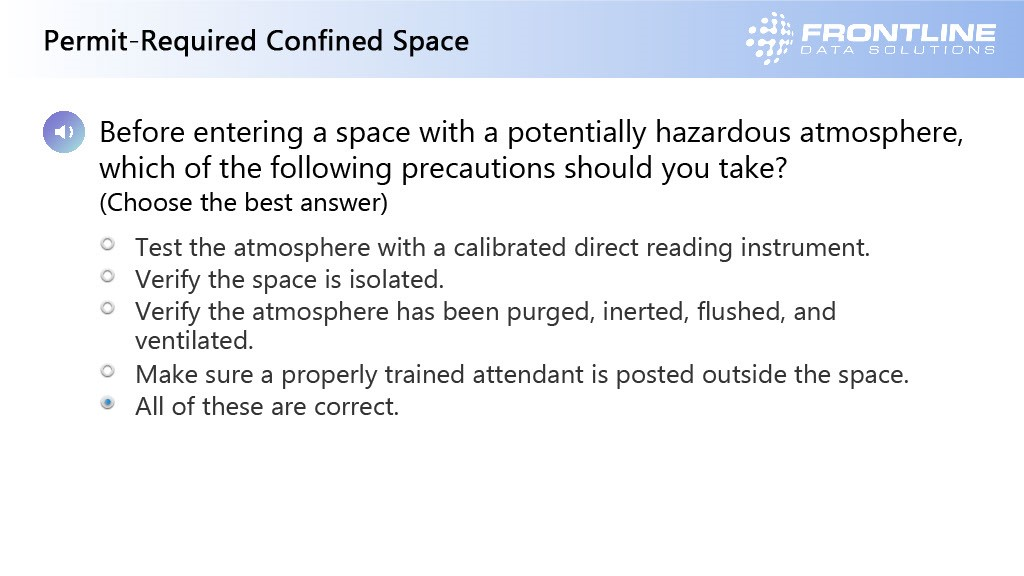 Permit-Required Confined Space
FRONTLINE
DATA SOLUTIONS
Before entering a space with a potentially hazardous atmosphere,
which of the following precautions should you take?
(Choose the best answer)
Test the atmosphere with a calibrated direct reading instrument.
Verify the space is isolated.
Verify the atmosphere has been purged, inerted, flushed, and
ventilated.
Make sure a properly trained attendant is posted outside the space.
All of these are correct.